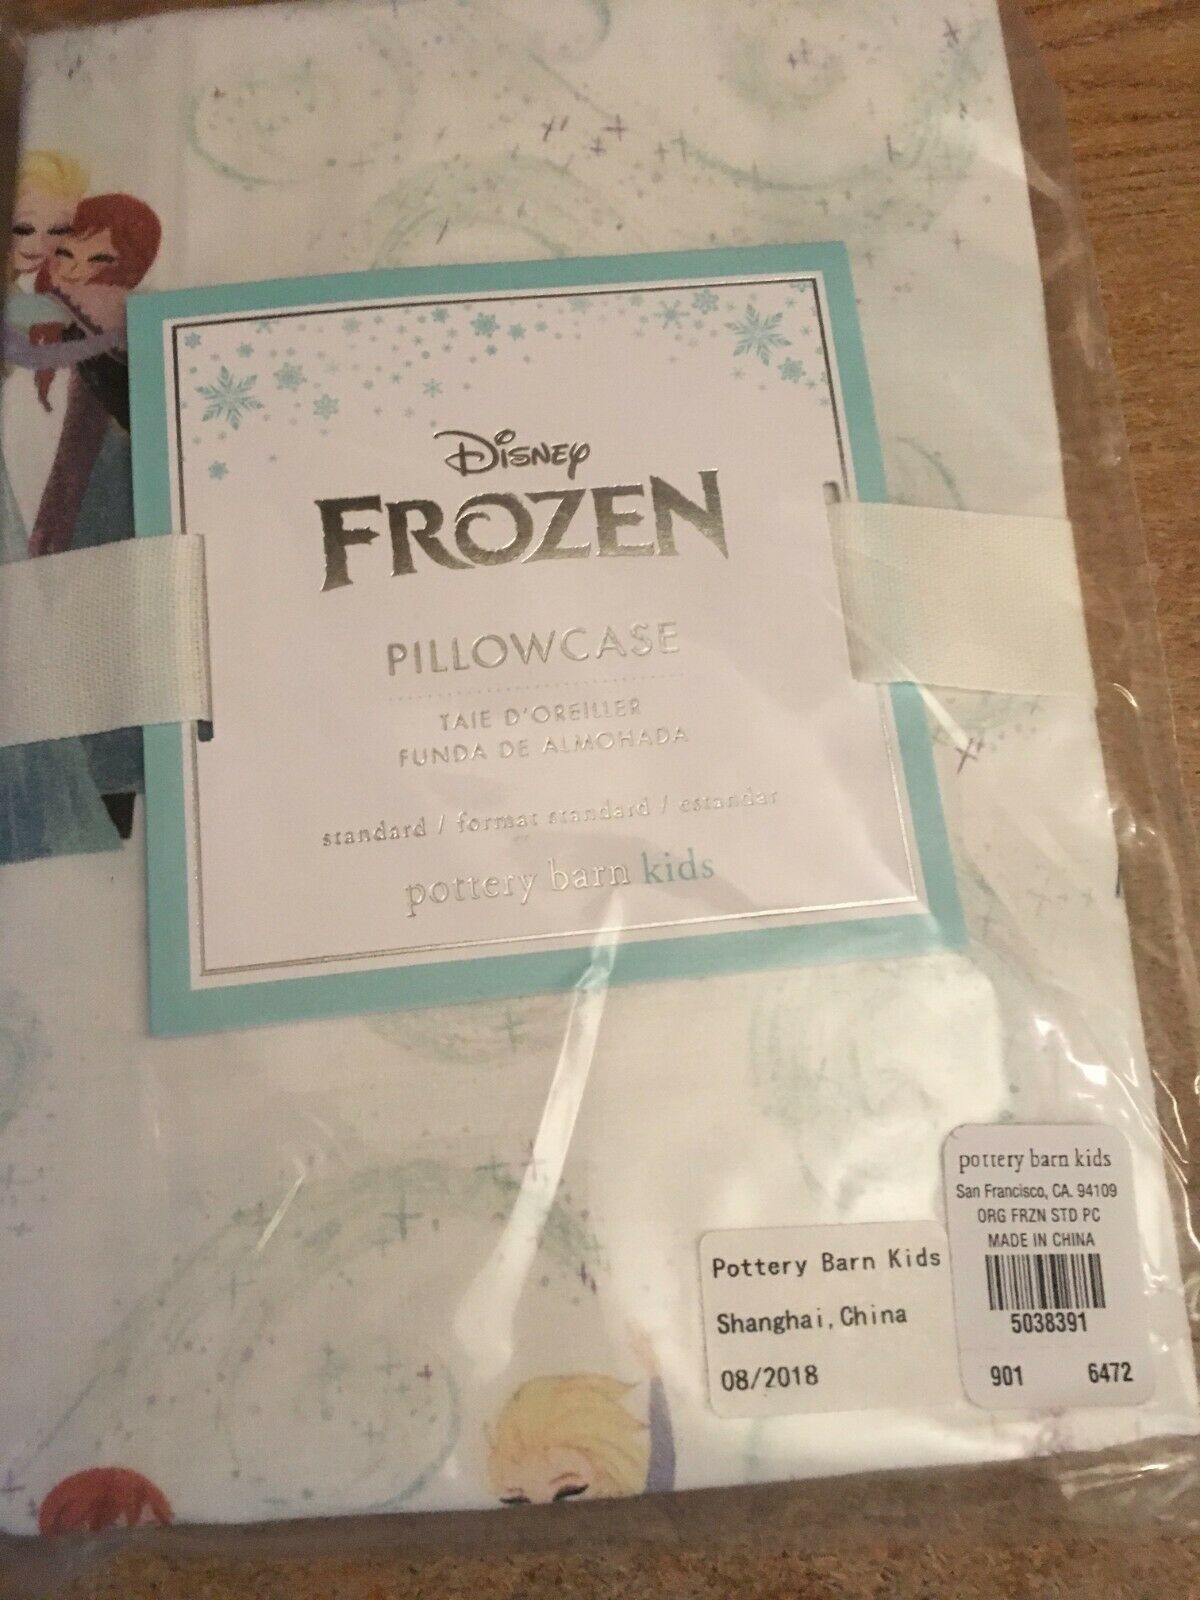 Disney
FROZEN
PILLOWCASE
TAIE D'OREILLER
FUNDA DE ALMOHADA
standard / format standard / estandar
pottery barn kids
pottery barn kids
San Francisco, CA. 94109
ORG FRZN STD PC
MADE IN CHINA
5038391
901 6472
Pottery Barn Kids
Shanghai, China
08/2018